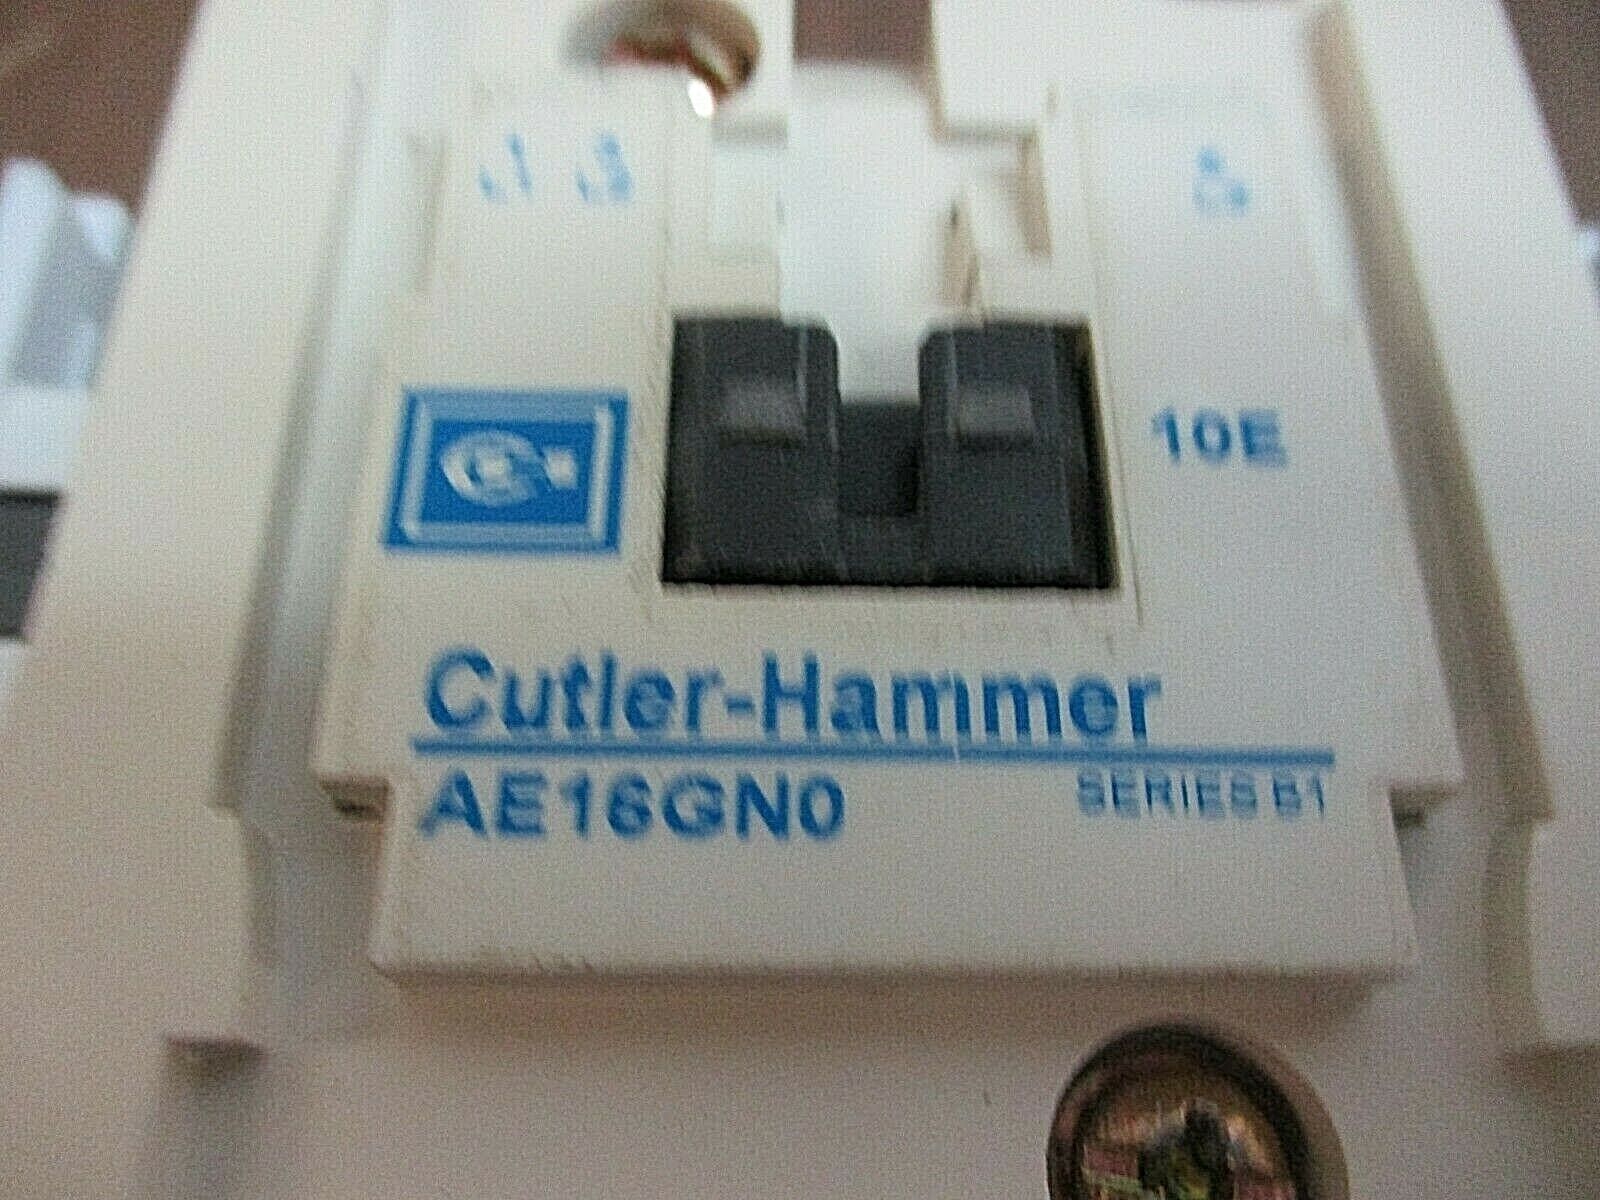 10E
Cutler-Hammer
AE16GN0 SERIES B1